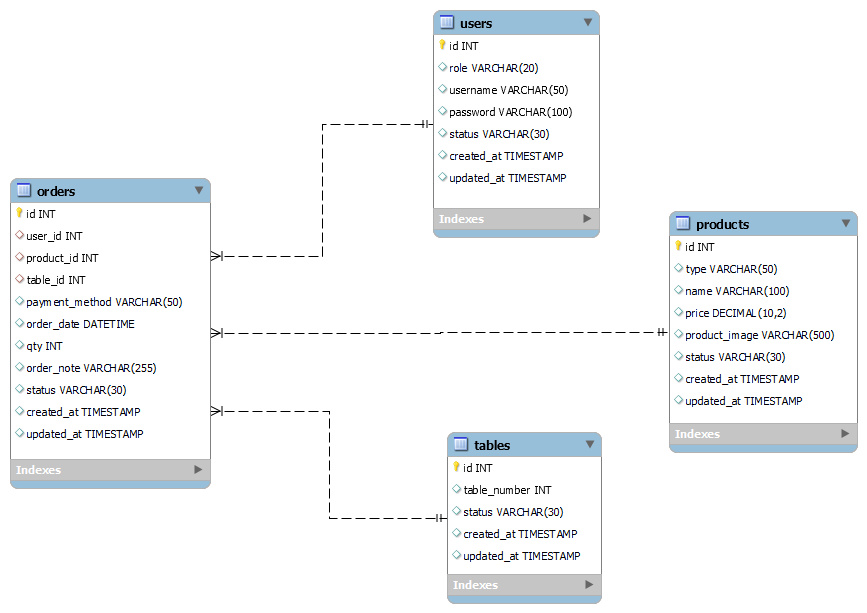 users
id INT
role VARCHAR(20)
username VARCHAR(50)
password VARCHAR(100)
status VARCHAR(30)
created_at TIMESTAMP
updated_at TIMESTAMP
Indexes
orders
id INT
user_id INT
product_id INT
table_id INT
payment_method VARCHAR(50)
order_date DATETIME
qty INT
order_note VARCHAR(255)
status VARCHAR(30)
created_at TIMESTAMP
updated_at TIMESTAMP
Indexes
products
id INT
type VARCHAR(50)
name VARCHAR(100)
price DECIMAL(10,2)
product_image VARCHAR(500)
status VARCHAR(30)
created_at TIMESTAMP
updated_at TIMESTAMP
Indexes
tables
id INT
table_number INT
status VARCHAR(30)
created_at TIMESTAMP
updated_at TIMESTAMP
Indexes